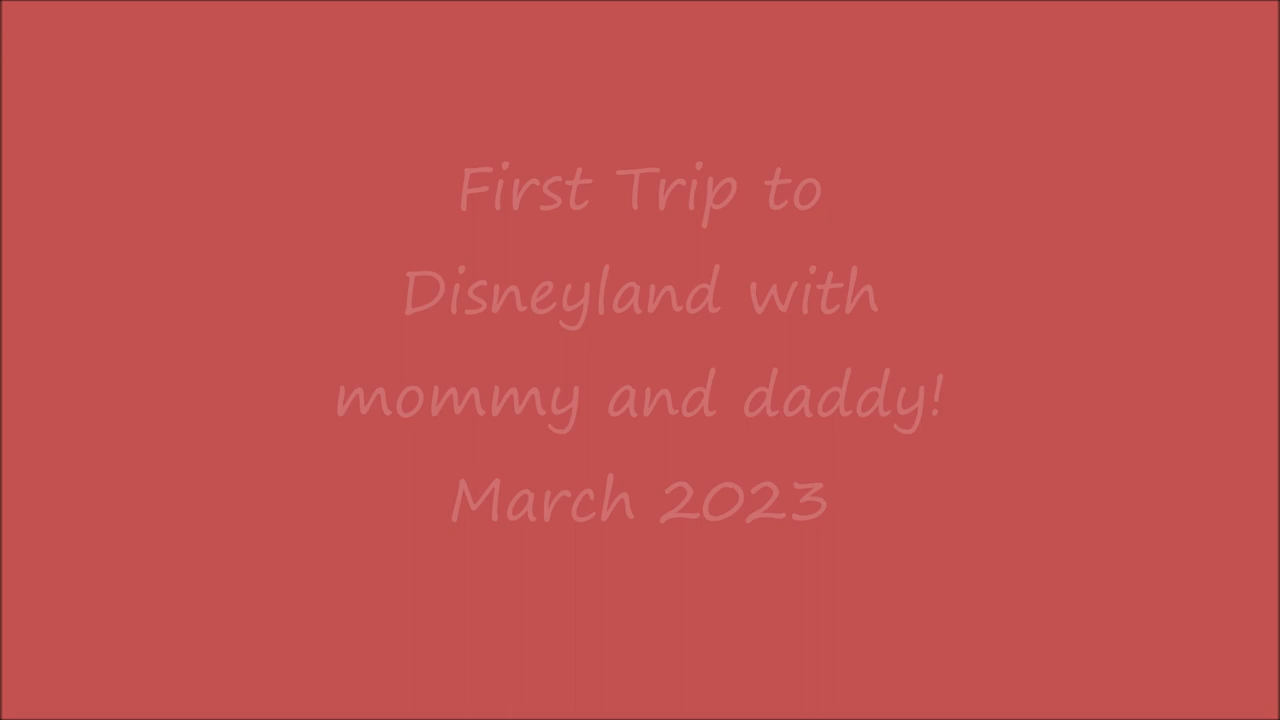 First Trip to
Disneyland with
mommy and daddy!
March 2023